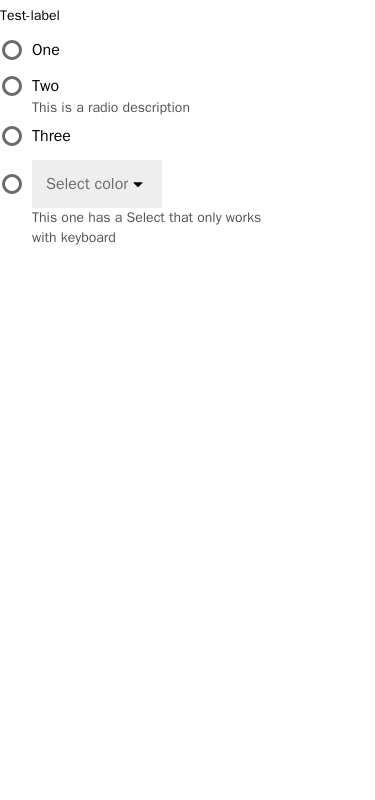 Test-label
One
Two
This is a radio description
Three
Select color
This one has a Select that only works
with keyboard